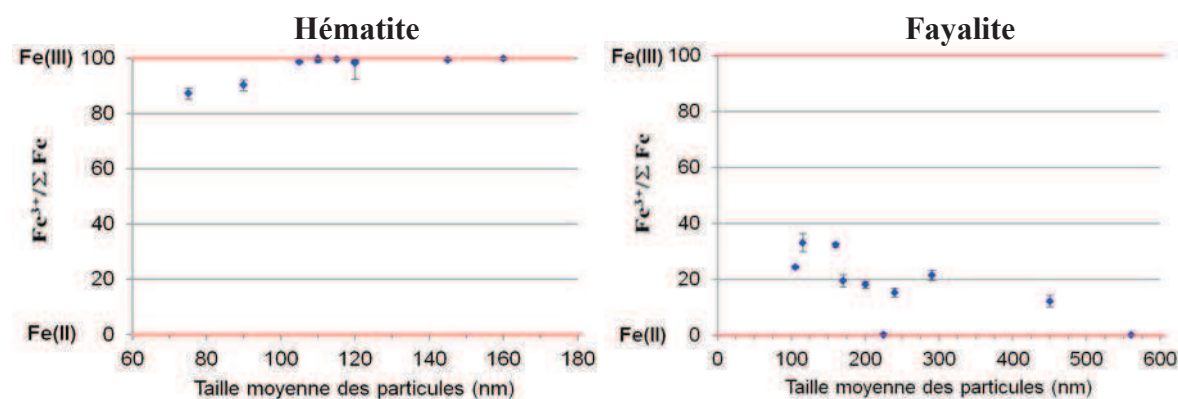 Hématite
Fe(III) 100
80
60
40
20
Fe(II) 0
Fe³⁺/Σ Fe
60 80 100 120 140 160 180
Taille moyenne des particules (nm)
Fayalite
Fe(III) 100
80
60
40
20
Fe(II) 0
Fe³⁺/Σ Fe
0 100 200 300 400 500 600
Taille moyenne des particules (nm)